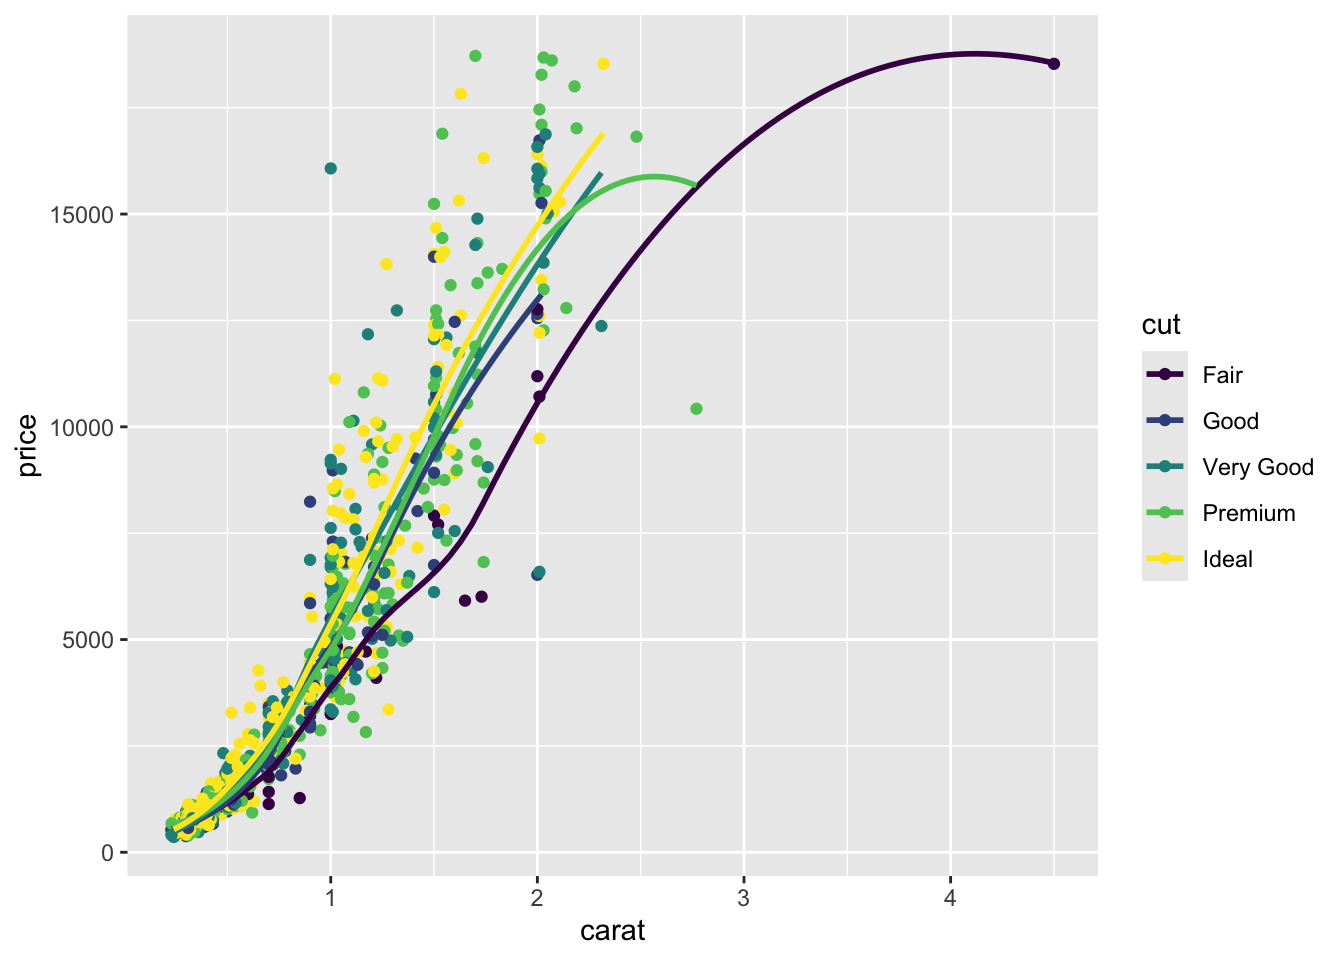 15000
10000
5000
0
price
1 2 3 4
carat
cut
Fair
Good
Very Good
Premium
Ideal